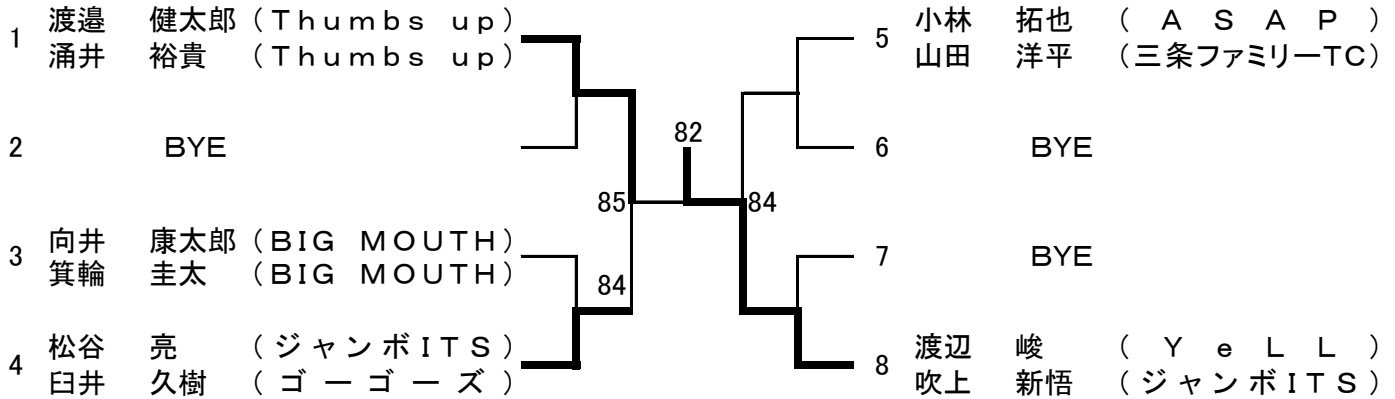 1 渡邉 健太郎 (Thumbs up)
涌井 裕貴 (Thumbs up)
2 BYE
3 向井 康太郎 (BIG MOUTH)
箕輪 圭太 (BIG MOUTH)
4 松谷 亮 (ジャンボITS)
臼井 久樹 (ゴーゴーズ)
85
84
82
84
5 小林 拓也 (ASAP)
山田 洋平 (三条ファミリーTC)
6 BYE
7 BYE
8 渡辺 峻 (YeLL)
吹上 新悟 (ジャンボITS)